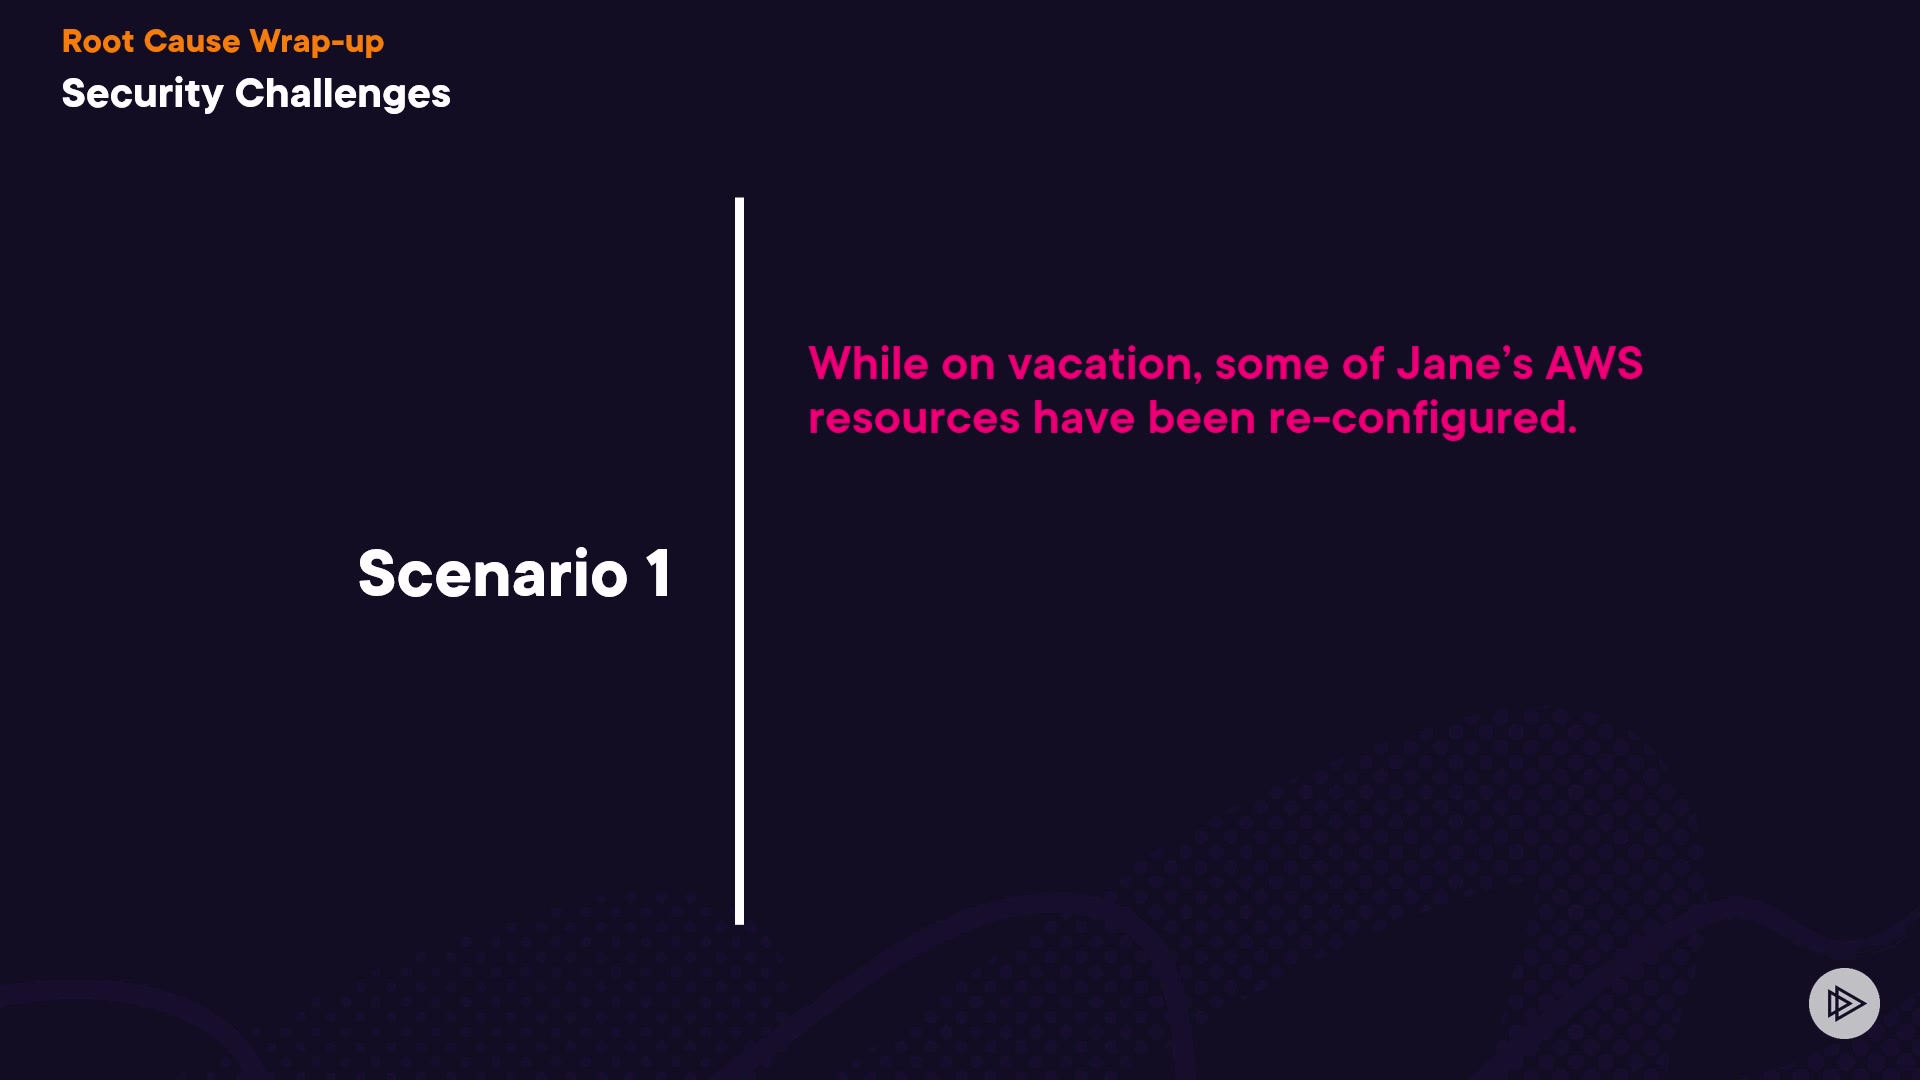 Root Cause Wrap-up
Security Challenges
Scenario 1
While on vacation, some of Jane’s AWS
resources have been re-configured.